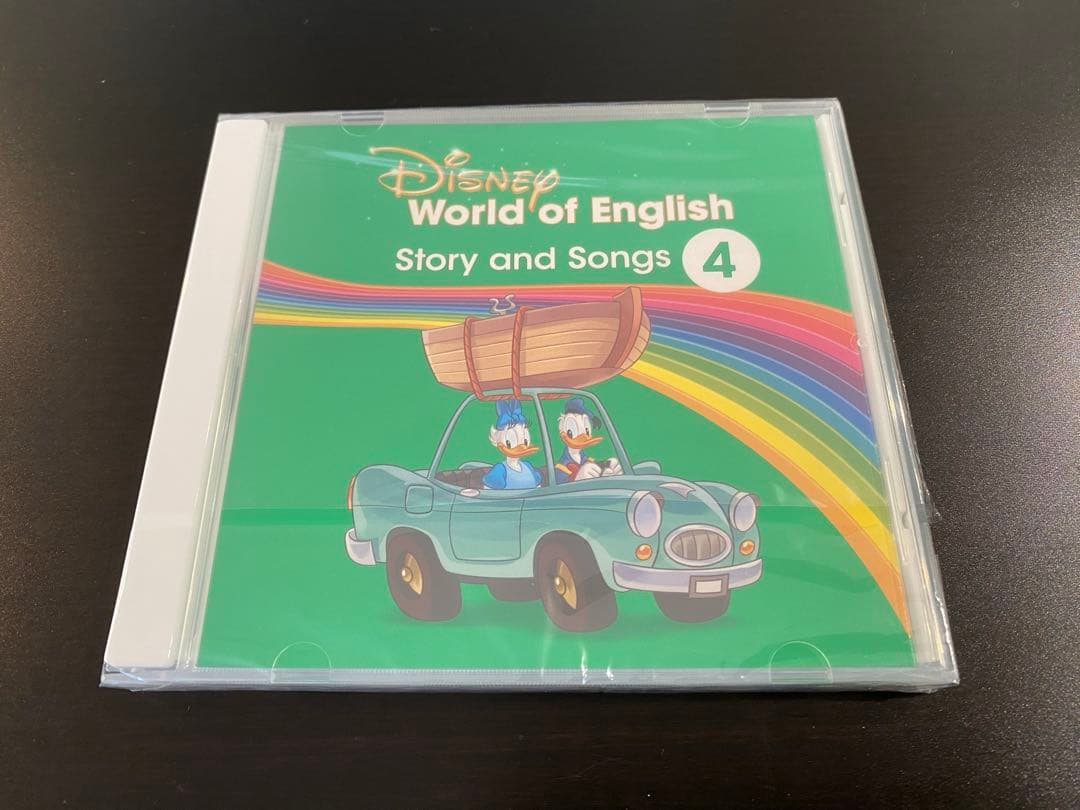 Disney
World of English
Story and Songs 4